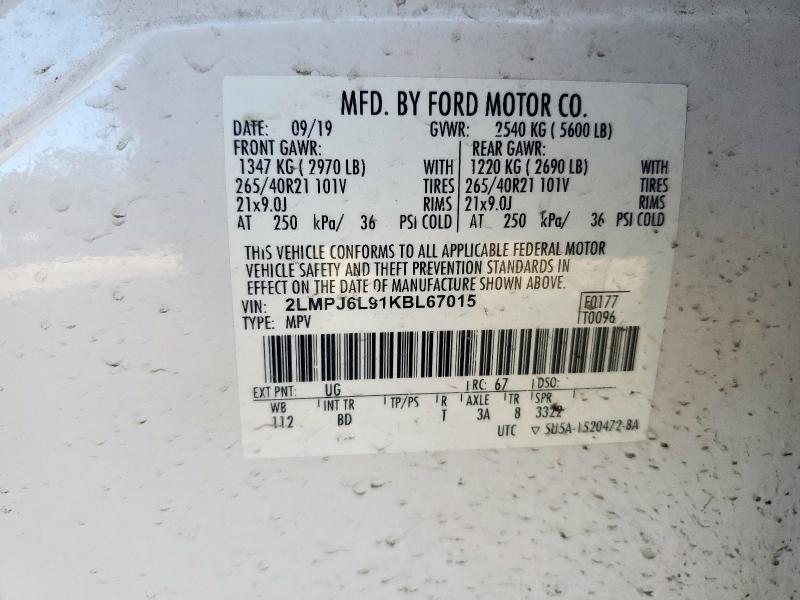 MFD. BY FORD MOTOR CO.
DATE: 09/19 GVWR: 2540 KG ( 5600 LB)
FRONT GAWR: REAR GAWR:
1347 KG ( 2970 LB) WITH 1220 KG ( 2690 LB) WITH
265/40R21 101V TIRES 265/40R21 101V TIRES
21x9.0J RIMS 21x9.0J RIMS
AT 250 kPa/ 36 PSI COLD AT 250 kPa/ 36 PSI COLD
THIS VEHICLE CONFORMS TO ALL APPLICABLE FEDERAL MOTOR
VEHICLE SAFETY AND THEFT PREVENTION STANDARDS IN
EFFECT ON THE DATE OF MANUFACTURE SHOWN ABOVE.
VIN: 2LMPJ6L91KBL67015 F0177
TYPE: MPV T0096
EXT PNT: UG RC: 67 DSO:
WB INT TR TP/PS R AXLE TR SPR
112 BD T 3A 8 3322
UTC ▽ 5U5A-1520472-BA